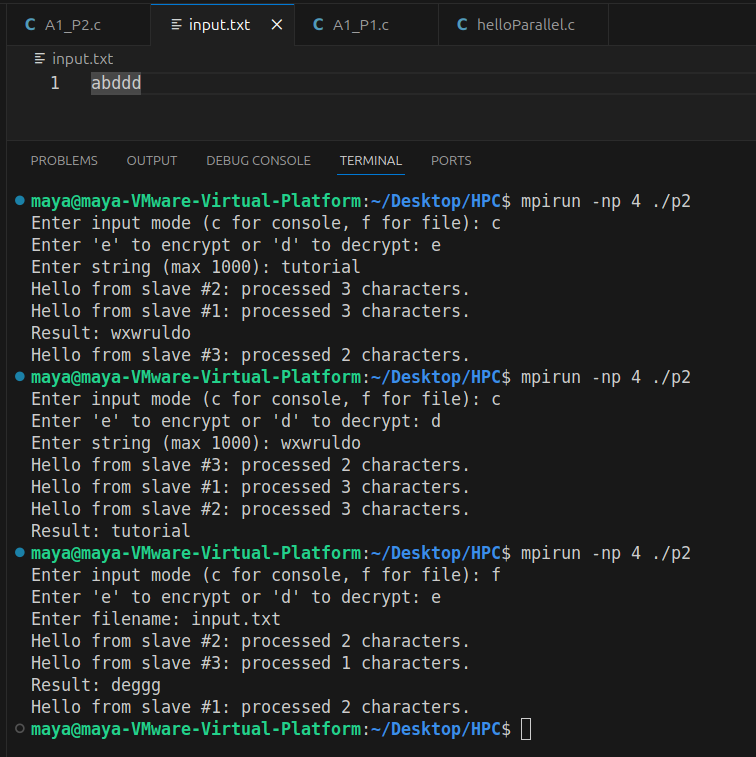 C A1_P2.c input.txt × C A1_P1.c C helloParallel.c
input.txt
1 abddd
PROBLEMS OUTPUT DEBUG CONSOLE TERMINAL PORTS
maya@maya-VMware-Virtual-Platform:~/Desktop/HPC$ mpirun -np 4 ./p2
Enter input mode (c for console, f for file): c
Enter 'e' to encrypt or 'd' to decrypt: e
Enter string (max 1000): tutorial
Hello from slave #2: processed 3 characters.
Hello from slave #1: processed 3 characters.
Result: wxwruldo
Hello from slave #3: processed 2 characters.
maya@maya-VMware-Virtual-Platform:~/Desktop/HPC$ mpirun -np 4 ./p2
Enter input mode (c for console, f for file): c
Enter 'e' to encrypt or 'd' to decrypt: d
Enter string (max 1000): wxwruldo
Hello from slave #3: processed 2 characters.
Hello from slave #1: processed 3 characters.
Hello from slave #2: processed 3 characters.
Result: tutorial
maya@maya-VMware-Virtual-Platform:~/Desktop/HPC$ mpirun -np 4 ./p2
Enter input mode (c for console, f for file): f
Enter 'e' to encrypt or 'd' to decrypt: e
Enter filename: input.txt
Hello from slave #2: processed 2 characters.
Hello from slave #3: processed 1 characters.
Result: deggg
Hello from slave #1: processed 2 characters.
maya@maya-VMware-Virtual-Platform:~/Desktop/HPC$